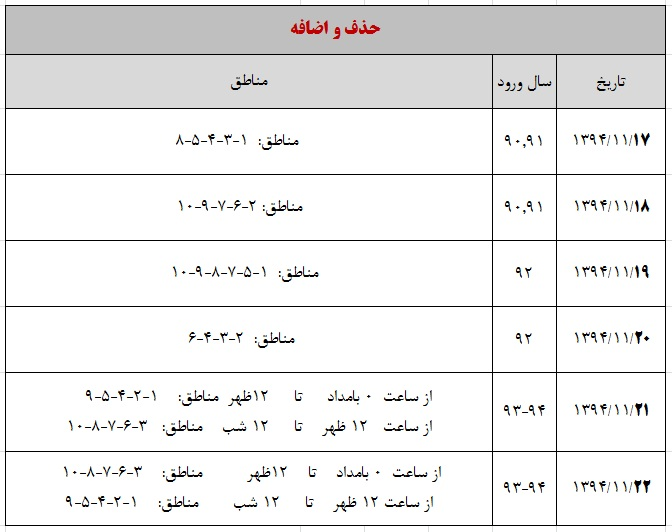 حذف و اضافه
تاریخ سال ورود مناطق
۱۳۹۴/۱۱/۱۷ ۹۰,۹۱ مناطق: ۱-۳-۴-۵-۸
۱۳۹۴/۱۱/۱۸ ۹۰,۹۱ مناطق: ۲-۶-۷-۹-۱۰
۱۳۹۴/۱۱/۱۹ ۹۲ مناطق: ۱-۵-۷-۸-۹-۱۰
۱۳۹۴/۱۱/۲۰ ۹۲ مناطق: ۲-۳-۴-۶
۱۳۹۴/۱۱/۲۱ ۹۳-۹۴ از ساعت ۰ بامداد تا ۱۲ظهر مناطق: ۱-۲-۴-۵-۹
از ساعت ۱۲ ظهر تا ۱۲ شب مناطق: ۳-۶-۷-۸-۱۰
۱۳۹۴/۱۱/۲۲ ۹۳-۹۴ از ساعت ۰ بامداد تا ۱۲ظهر مناطق: ۳-۶-۷-۸-۱۰
از ساعت ۱۲ ظهر تا ۱۲ شب مناطق: ۱-۲-۴-۵-۹